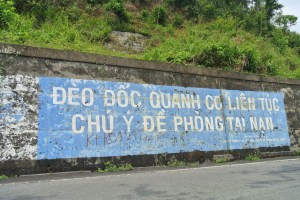 ĐÈO DỐC QUANH CO LIÊN TỤC
CHÚ Ý ĐỀ PHÒNG TAI NẠN